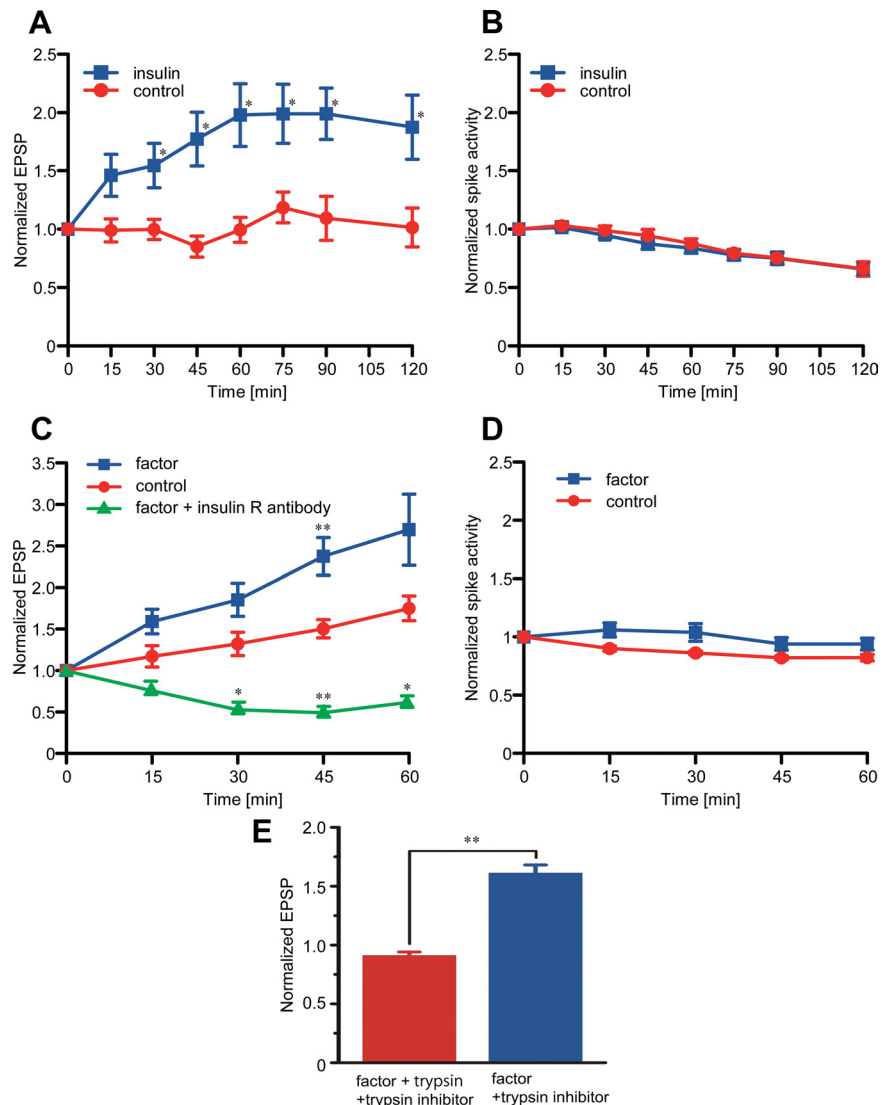 A
2.5
insulin
control
2.0
1.5
1.0
0.5
0
Normalized EPSP
* * * * * * *
0 15 30 45 60 75 90 105 120
Time [min]
B
2.5
insulin
control
2.0
1.5
1.0
0.5
0
Normalized spike activity
0 15 30 45 60 75 90 105 120
Time [min]
C
factor
control
factor + insulin R antibody
3.5
3.0
2.5
2.0
1.5
1.0
0.5
0
Normalized EPSP
**
* ** *
0 15 30 45 60
Time [min]
D
2.5
factor
control
2.0
1.5
1.0
0.5
0
Normalized spike activity
0 15 30 45 60
Time [min]
E
2.0
1.5
1.0
0.5
0
Normalized EPSP
**
factor + trypsin
+trypsin inhibitor
factor
+trypsin inhibitor